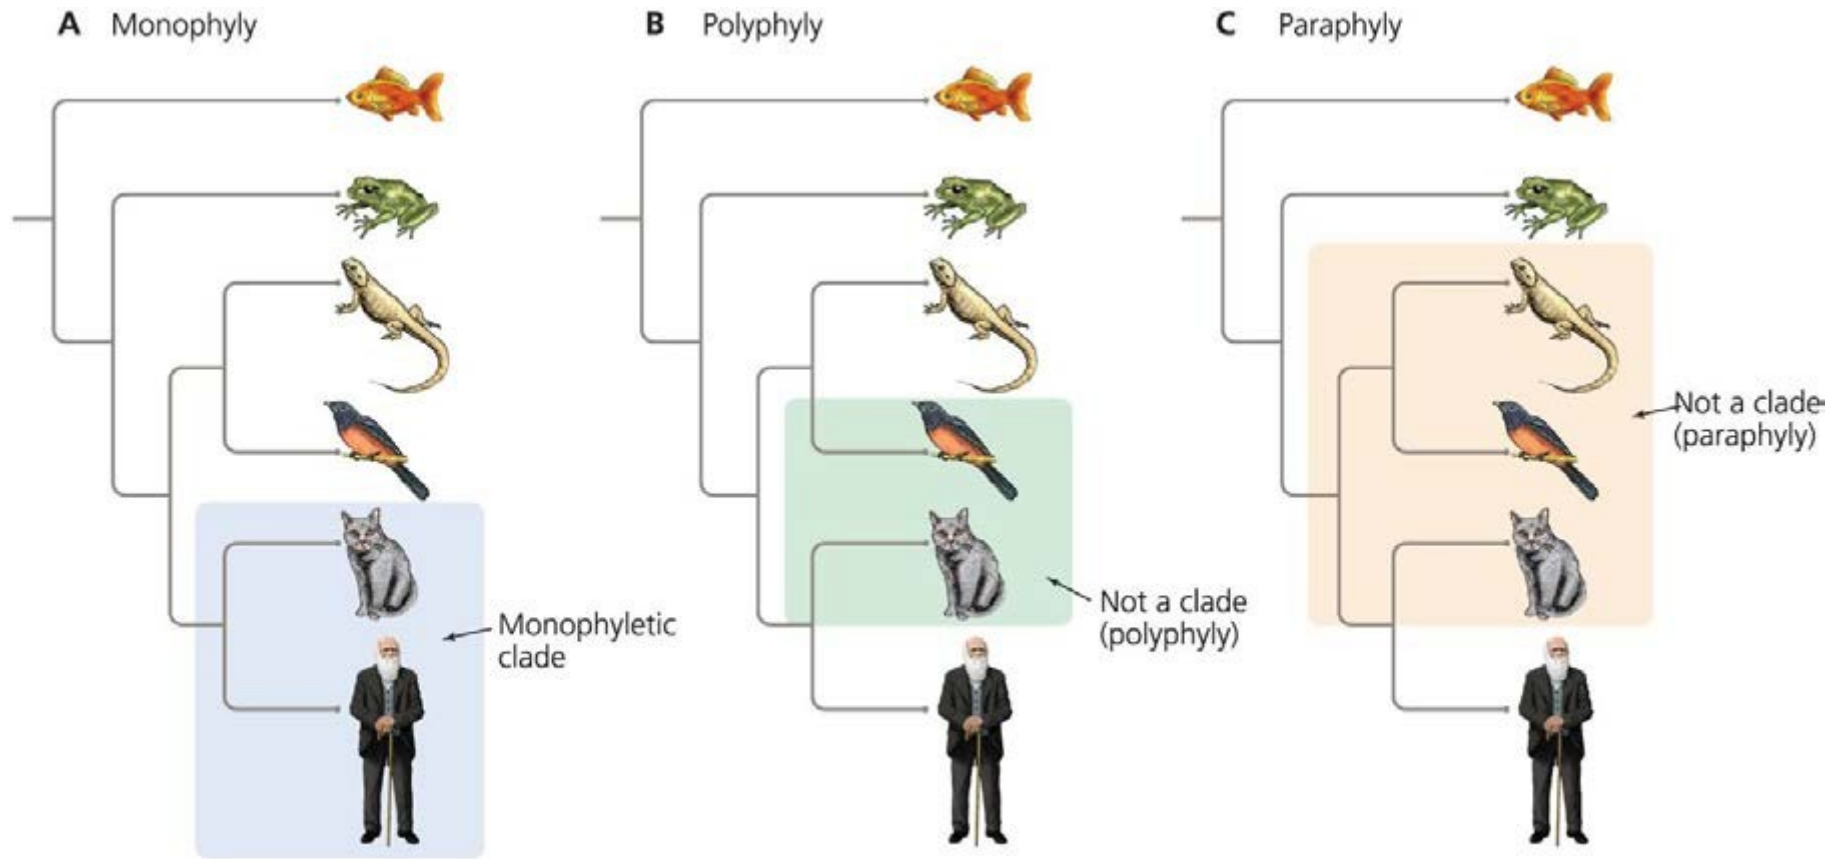 A Monophyly
B Polyphyly
C Paraphyly
Not a clade
(paraphyly)
Not a clade
(polyphyly)
Monophyletic
clade